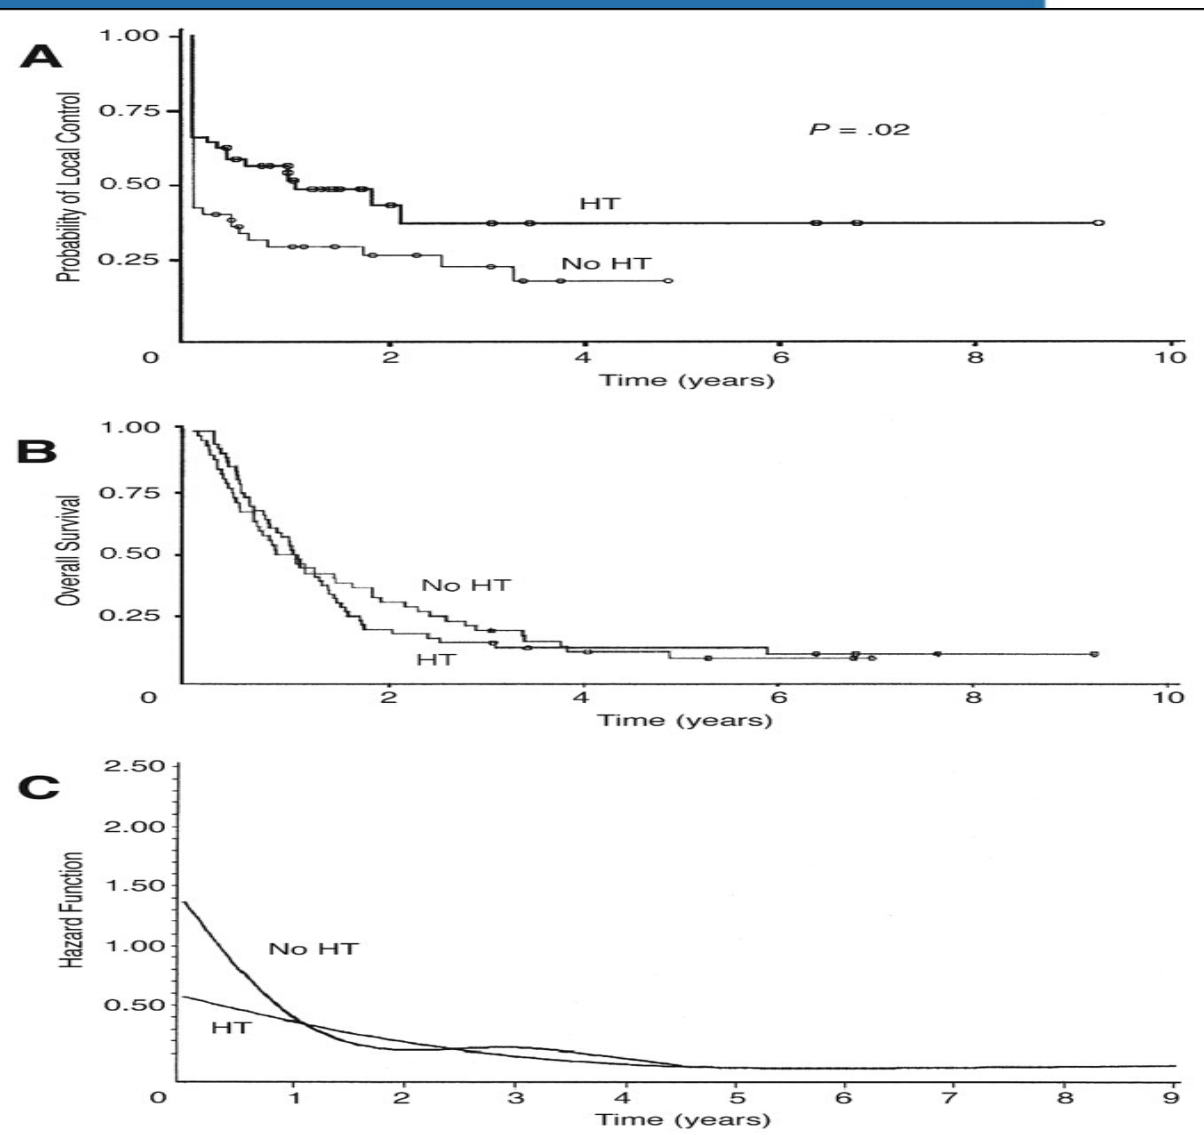 A
Probability of Local Control
1.00
0.75
0.50
0.25
0
P = .02
HT
No HT
2 4 6 8 10
Time (years)
B
Overall Survival
1.00
0.75
0.50
0.25
0
No HT
HT
2 4 6 8 10
Time (years)
C
Hazard Function
2.50
2.00
1.50
1.00
0.50
0
No HT
HT
1 2 3 4 5 6 7 8 9
Time (years)